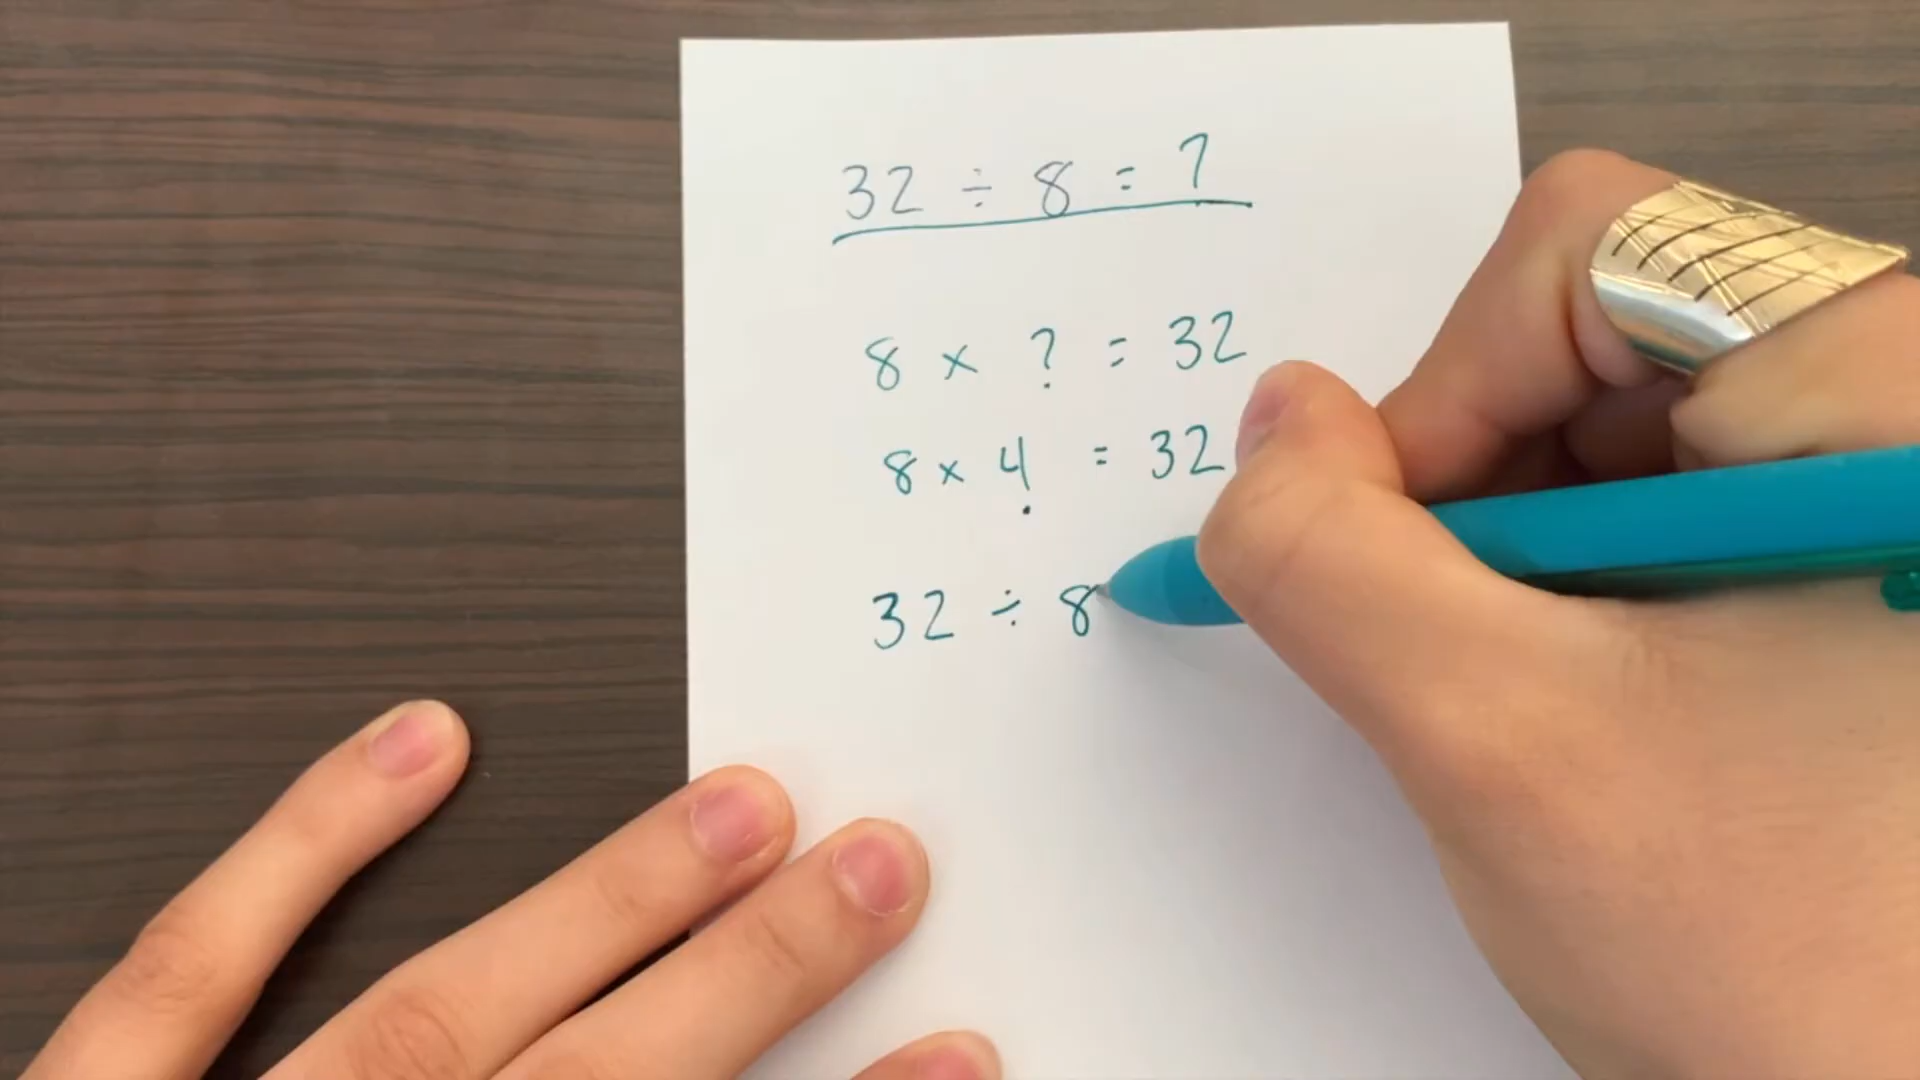 32 ÷ 8 = ?
8 x ? = 32
8 x 4 = 32
32 ÷ 8